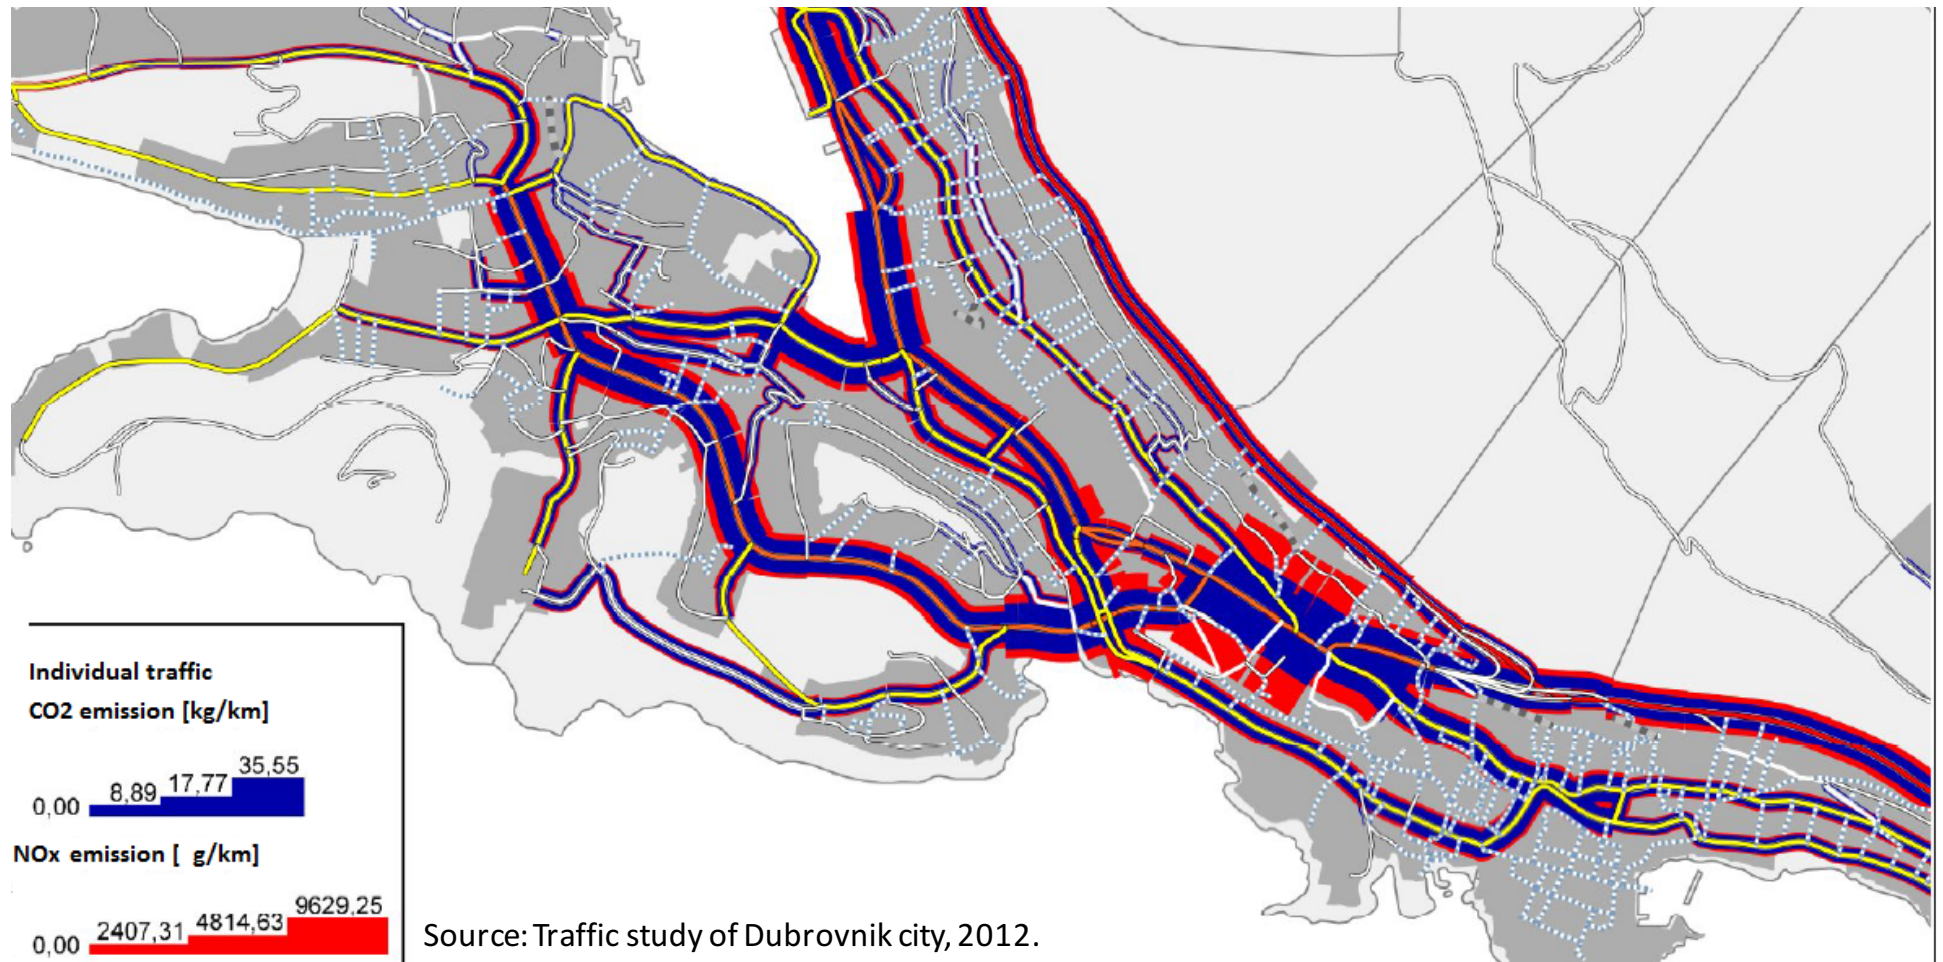 Individual traffic
CO2 emission [kg/km]
0,00 8,89 17,77 35,55
NOx emission [ g/km]
0,00 2407,31 4814,63 9629,25
Source: Traffic study of Dubrovnik city, 2012.